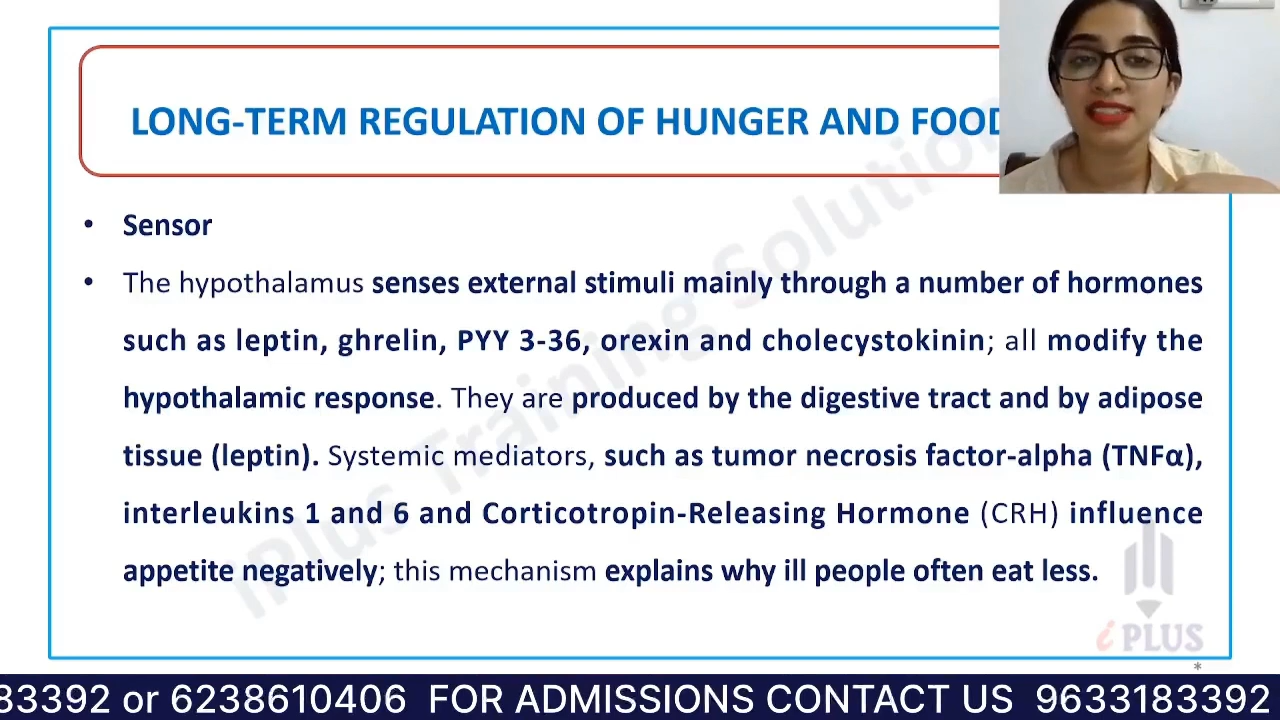 LONG-TERM REGULATION OF HUNGER AND FOOD
• Sensor
• The hypothalamus senses external stimuli mainly through a number of hormones
such as leptin, ghrelin, PYY 3-36, orexin and cholecystokinin; all modify the
hypothalamic response. They are produced by the digestive tract and by adipose
tissue (leptin). Systemic mediators, such as tumor necrosis factor-alpha (TNFα),
interleukins 1 and 6 and Corticotropin-Releasing Hormone (CRH) influence
appetite negatively; this mechanism explains why ill people often eat less.
iPlus Training Solution
i PLUS
*
83392 or 6238610406 FOR ADMISSIONS CONTACT US 9633183392